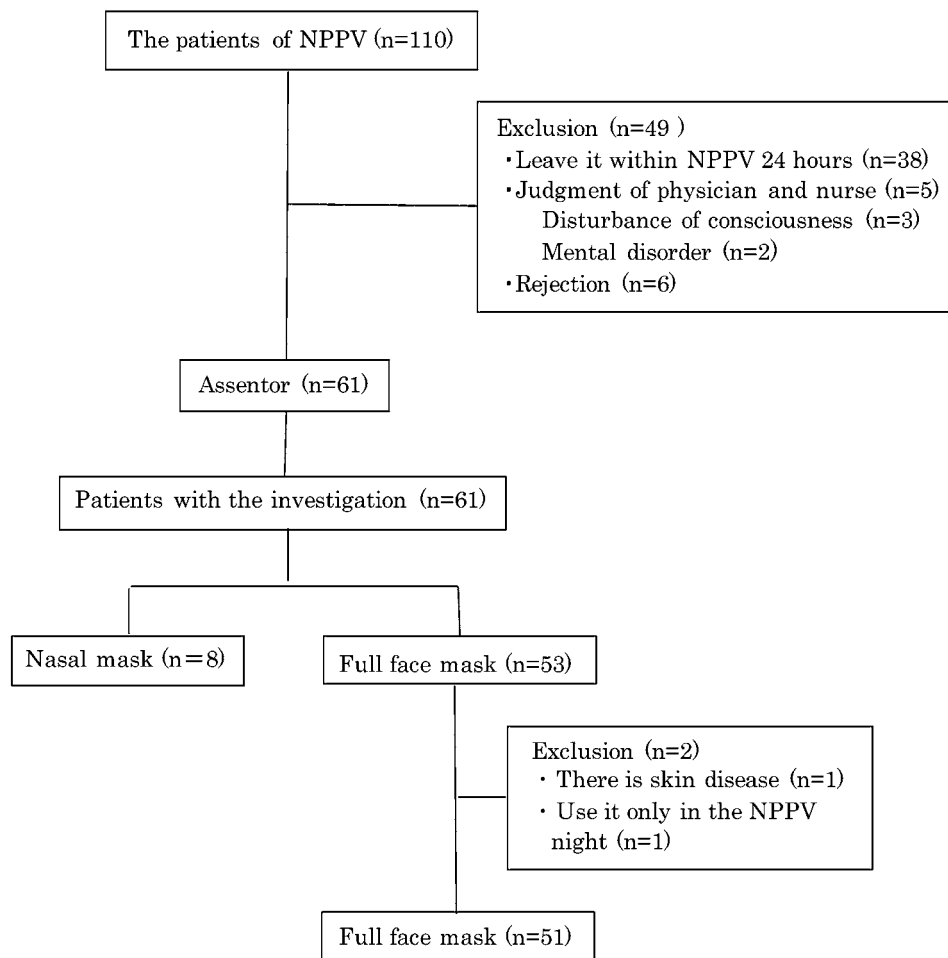 The patients of NPPV (n=110)
Exclusion (n=49 )
・Leave it within NPPV 24 hours (n=38)
・Judgment of physician and nurse (n=5)
Disturbance of consciousness (n=3)
Mental disorder (n=2)
・Rejection (n=6)
Assentor (n=61)
Patients with the investigation (n=61)
Nasal mask (n＝8)
Full face mask (n=53)
Exclusion (n=2)
・ There is skin disease (n=1)
・ Use it only in the NPPV
night (n=1)
Full face mask (n=51)